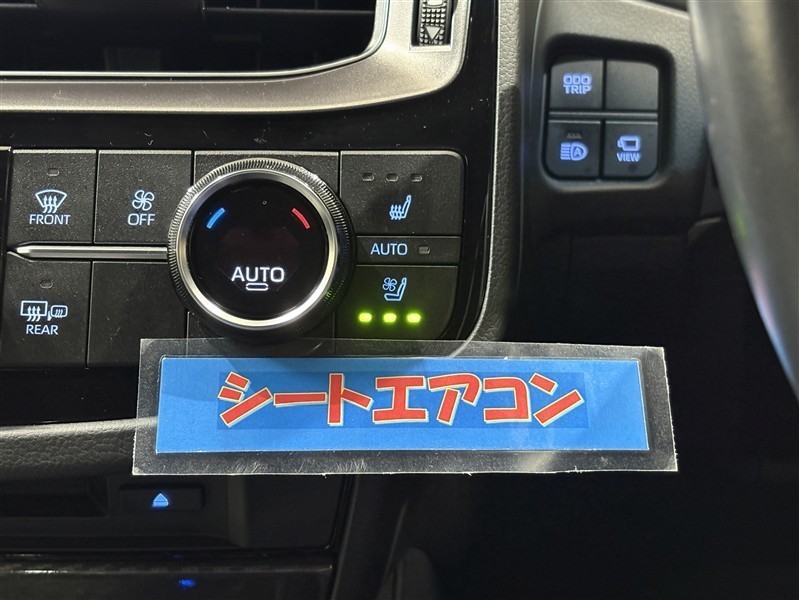 ODO
TRIP
VIEW
FRONT
OFF
AUTO
AUTO
REAR
シートエアコン